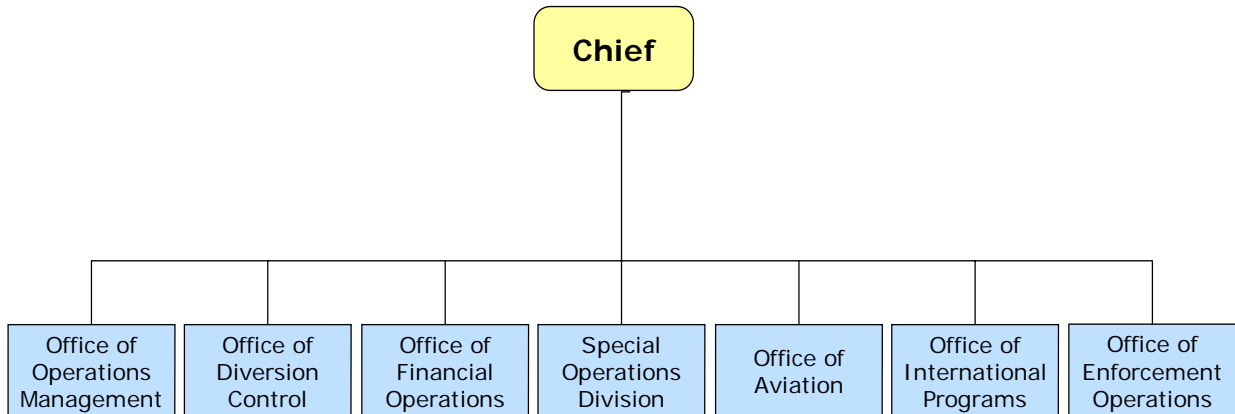 Chief
Office of
Operations
Management
Office of
Diversion
Control
Office of
Financial
Operations
Special
Operations
Division
Office of
Aviation
Office of
International
Programs
Office of
Enforcement
Operations